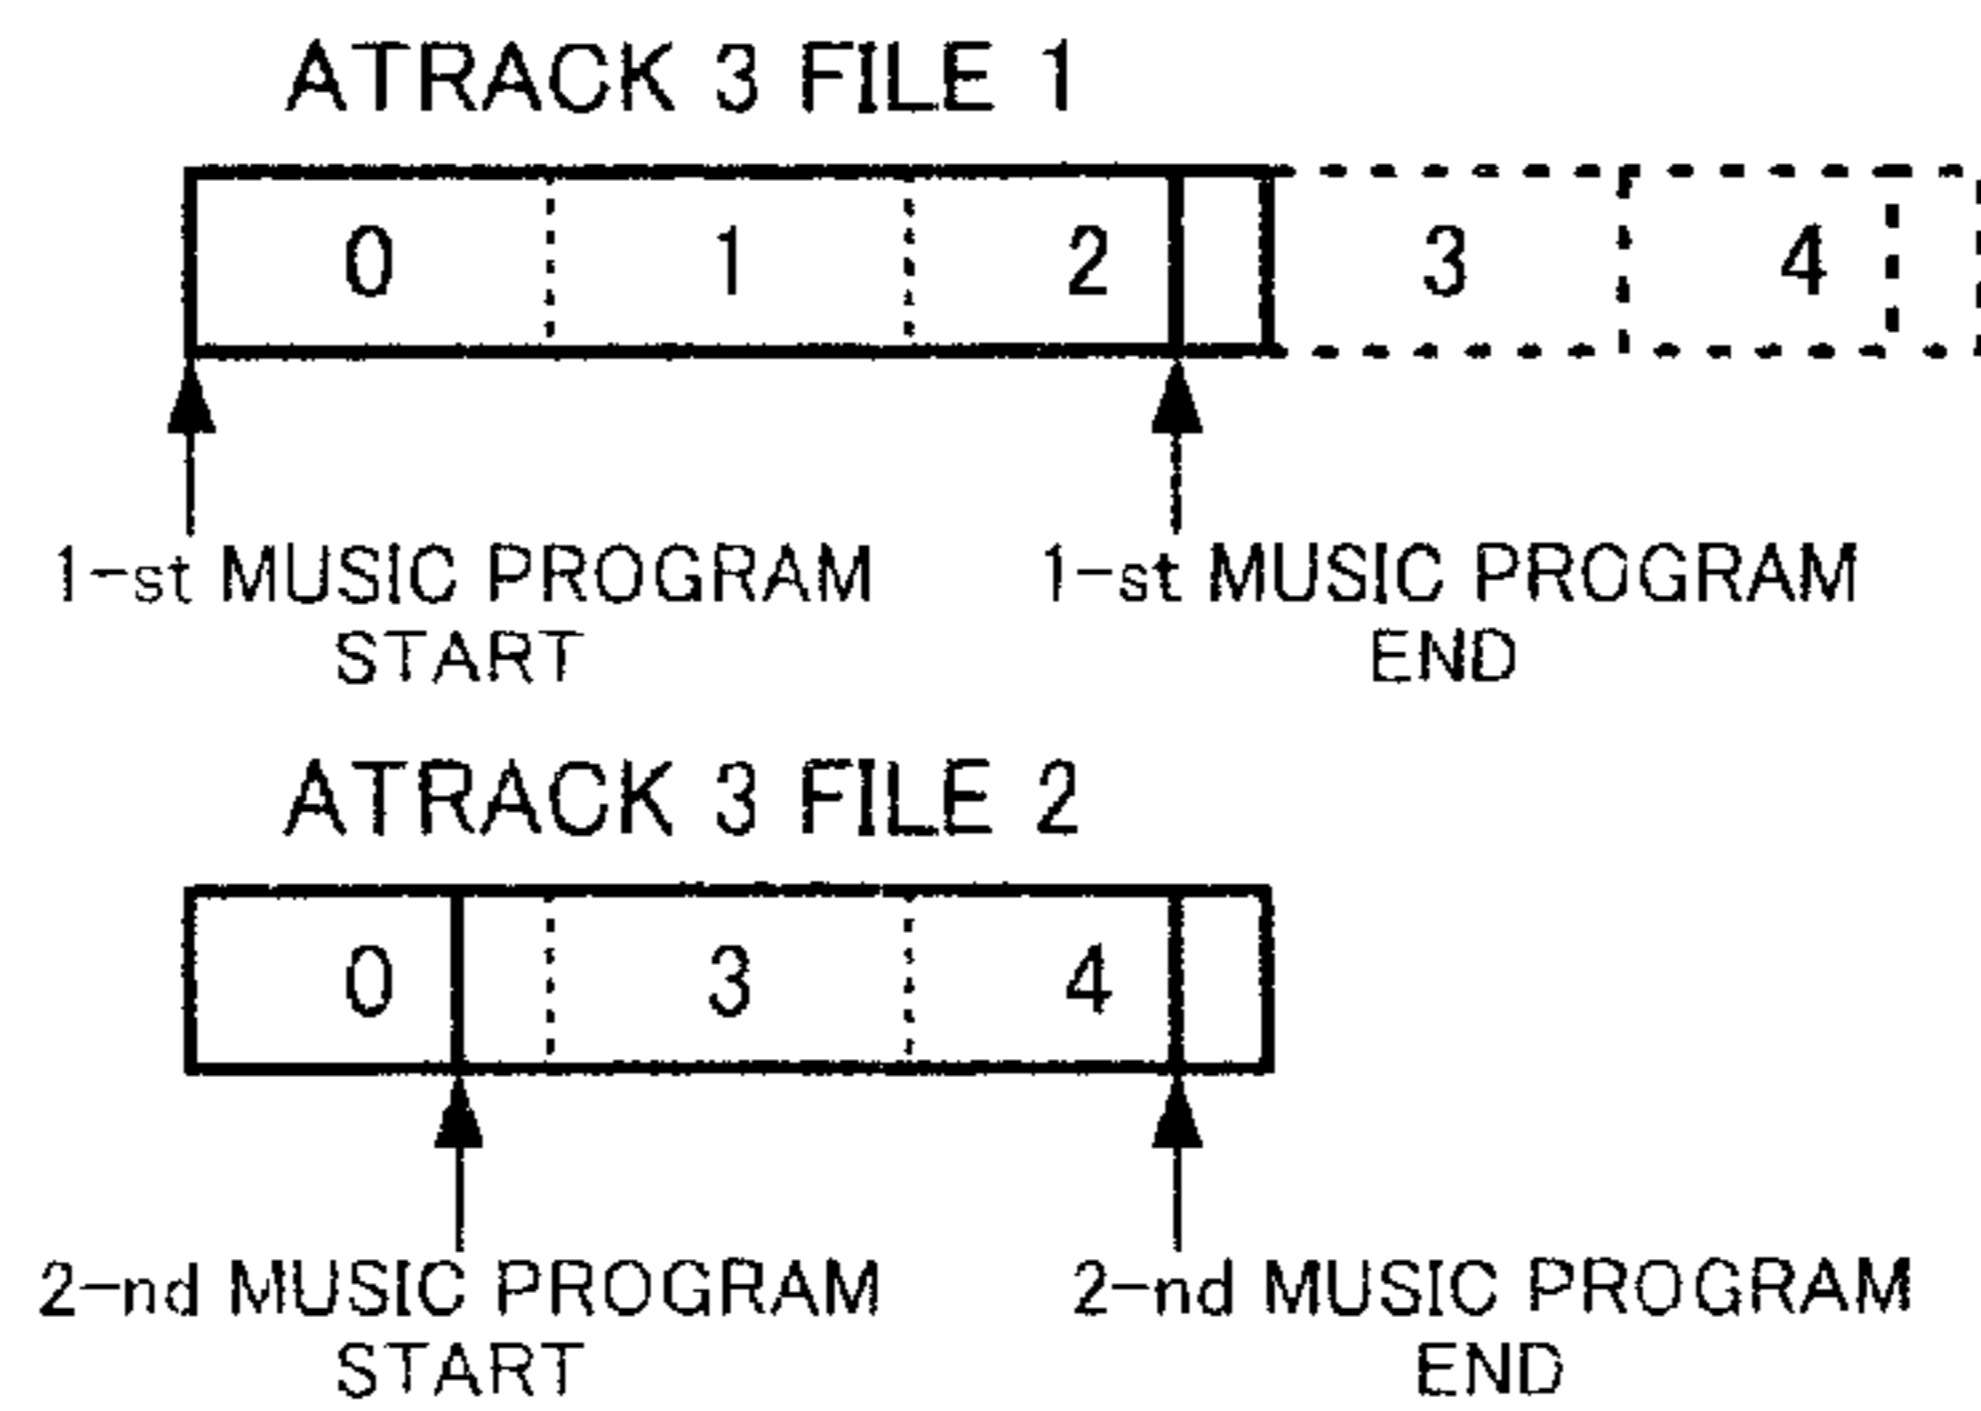 ATRACK 3 FILE 1
0 1 2 3 4
1-st MUSIC PROGRAM START
1-st MUSIC PROGRAM END
ATRACK 3 FILE 2
0 3 4
2-nd MUSIC PROGRAM START
2-nd MUSIC PROGRAM END